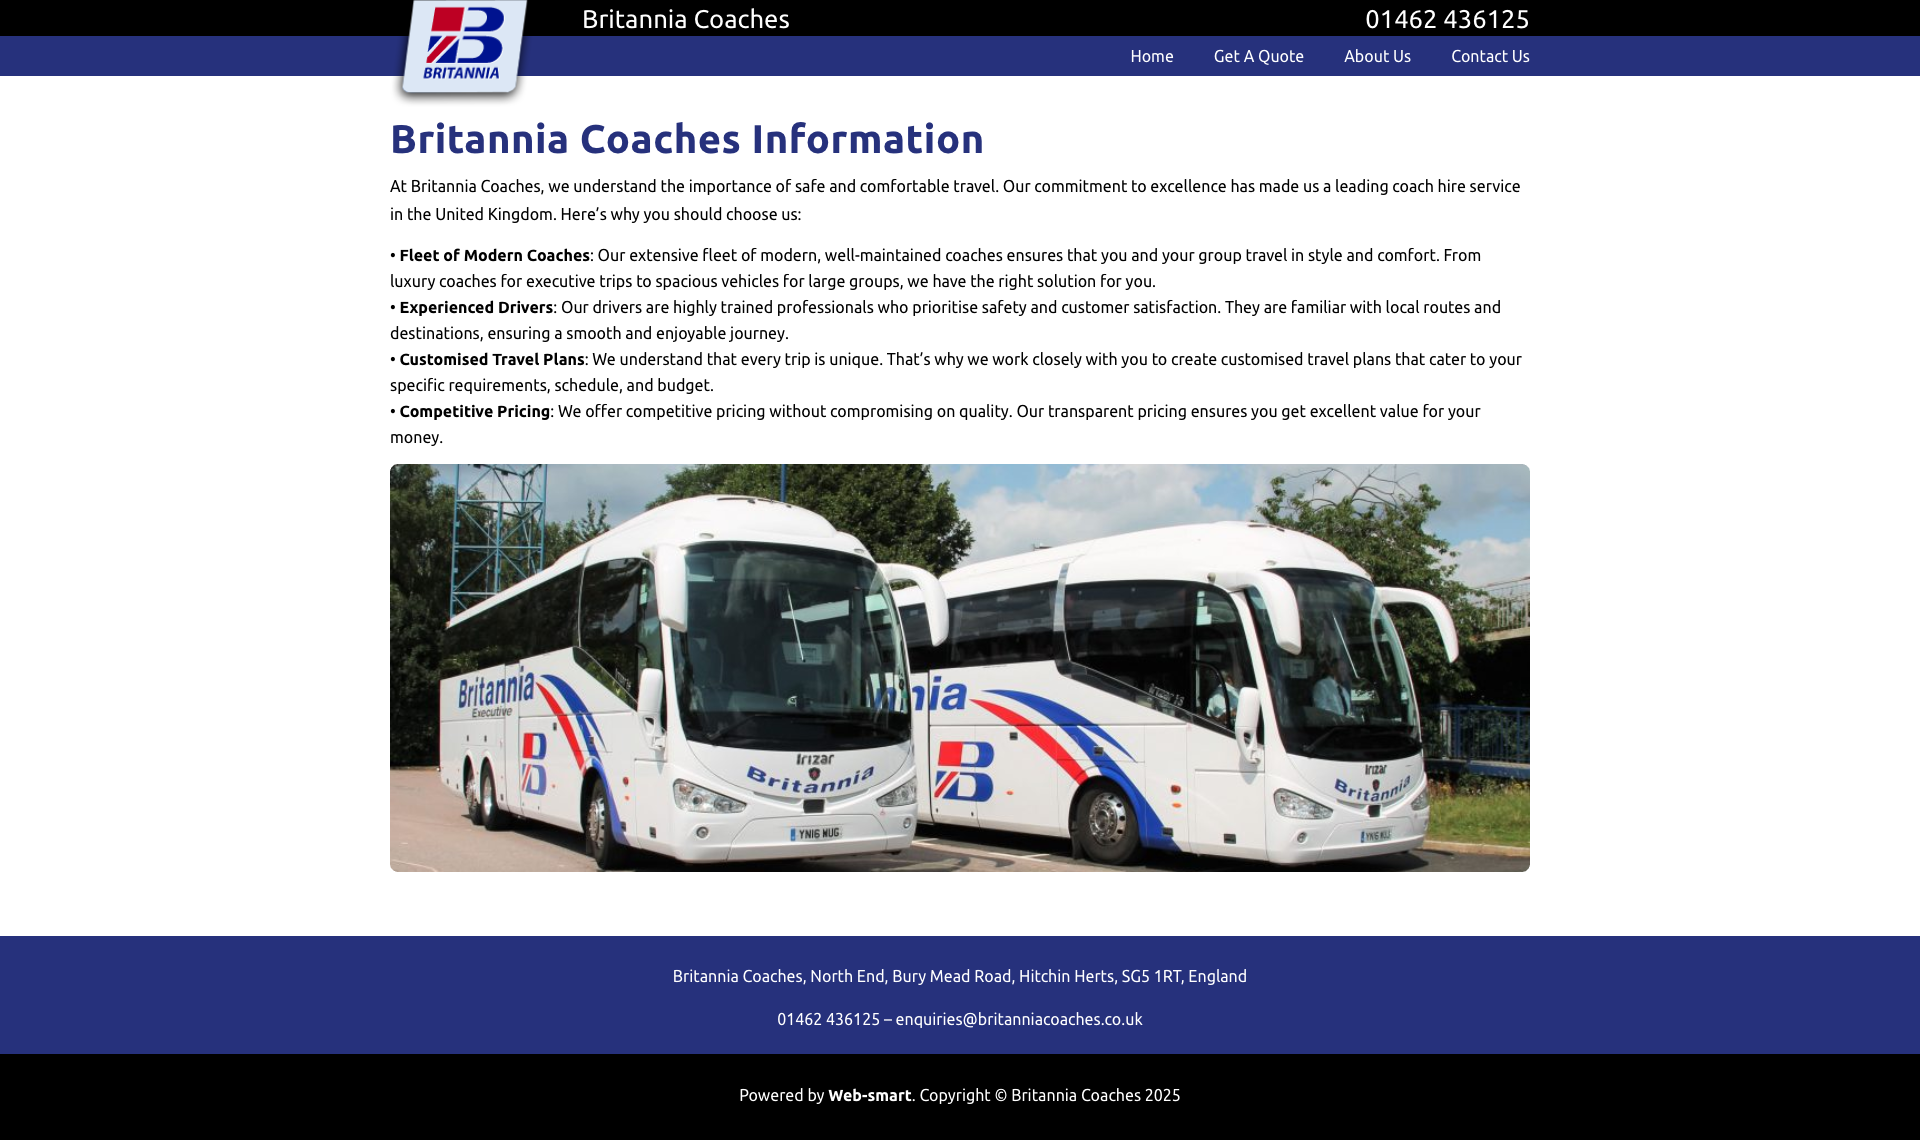 BRITANNIA
Britannia Coaches
01462 436125
Home
Get A Quote
About Us
Contact Us
Britannia Coaches Information
At Britannia Coaches, we understand the importance of safe and comfortable travel. Our commitment to excellence has made us a leading coach hire service
in the United Kingdom. Here’s why you should choose us:
• Fleet of Modern Coaches: Our extensive fleet of modern, well-maintained coaches ensures that you and your group travel in style and comfort. From
luxury coaches for executive trips to spacious vehicles for large groups, we have the right solution for you.
• Experienced Drivers: Our drivers are highly trained professionals who prioritise safety and customer satisfaction. They are familiar with local routes and
destinations, ensuring a smooth and enjoyable journey.
• Customised Travel Plans: We understand that every trip is unique. That’s why we work closely with you to create customised travel plans that cater to your
specific requirements, schedule, and budget.
• Competitive Pricing: We offer competitive pricing without compromising on quality. Our transparent pricing ensures you get excellent value for your
money.
Britannia
Executive
Irizar
Britannia
YN16 WUG
nnia
Irizar
Britannia
Britannia Coaches, North End, Bury Mead Road, Hitchin Herts, SG5 1RT, England
01462 436125 – enquiries@britanniacoaches.co.uk
Powered by Web-smart. Copyright © Britannia Coaches 2025